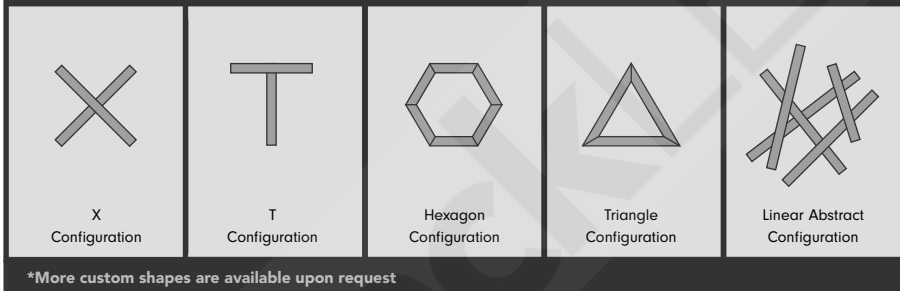 X
Configuration
T
Configuration
Hexagon
Configuration
Triangle
Configuration
Linear Abstract
Configuration
*More custom shapes are available upon request